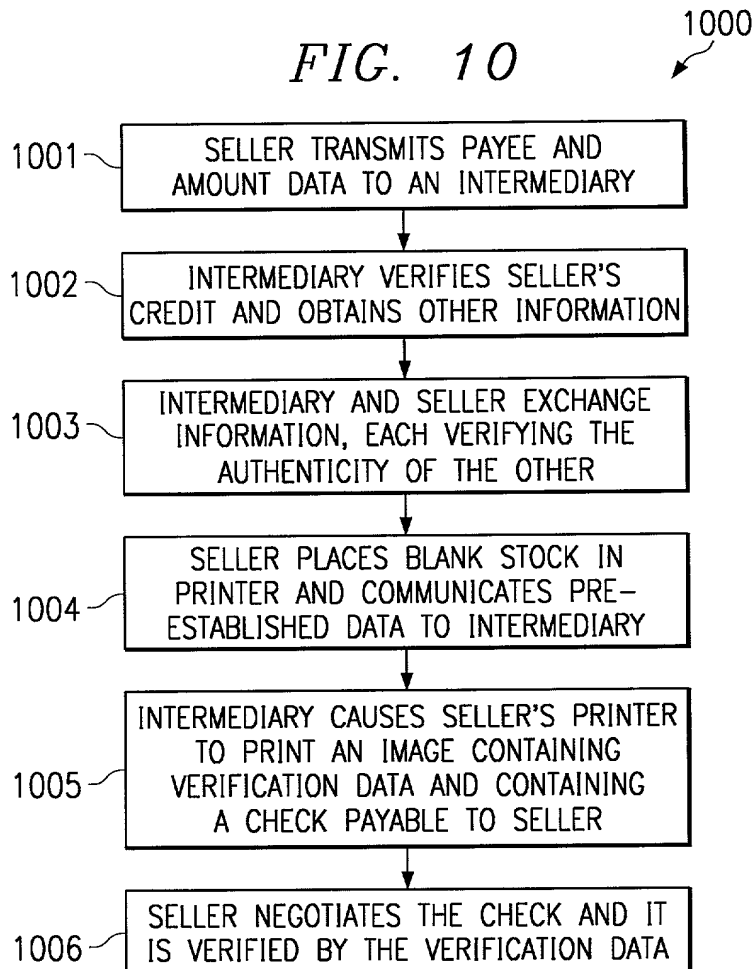 FIG. 10
1000
1001
SELLER TRANSMITS PAYEE AND
AMOUNT DATA TO AN INTERMEDIARY
1002
INTERMEDIARY VERIFIES SELLER'S
CREDIT AND OBTAINS OTHER INFORMATION
1003
INTERMEDIARY AND SELLER EXCHANGE
INFORMATION, EACH VERIFYING THE
AUTHENTICITY OF THE OTHER
1004
SELLER PLACES BLANK STOCK IN
PRINTER AND COMMUNICATES PRE-
ESTABLISHED DATA TO INTERMEDIARY
1005
INTERMEDIARY CAUSES SELLER'S PRINTER
TO PRINT AN IMAGE CONTAINING
VERIFICATION DATA AND CONTAINING
A CHECK PAYABLE TO SELLER
1006
SELLER NEGOTIATES THE CHECK AND IT
IS VERIFIED BY THE VERIFICATION DATA